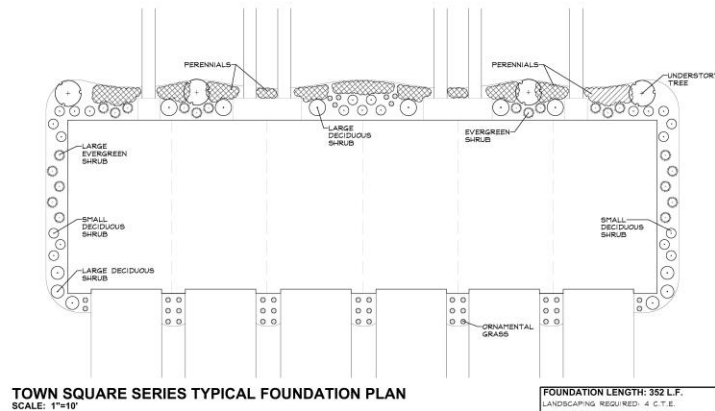 PERENNIALS
PERENNIALS
UNDERSTORY
TREE
LARGE
DECIDUOUS
SHRUB
EVERGREEN
SHRUB
LARGE
EVERGREEN
SHRUB
SMALL
DECIDUOUS
SHRUB
SMALL
DECIDUOUS
SHRUB
LARGE DECIDUOUS
SHRUB
ORNAMENTAL
GRASS
TOWN SQUARE SERIES TYPICAL FOUNDATION PLAN
SCALE: 1"=10'
FOUNDATION LENGTH: 352 L.F.
LANDSCAPING REQUIRED: 4 C.T.E.